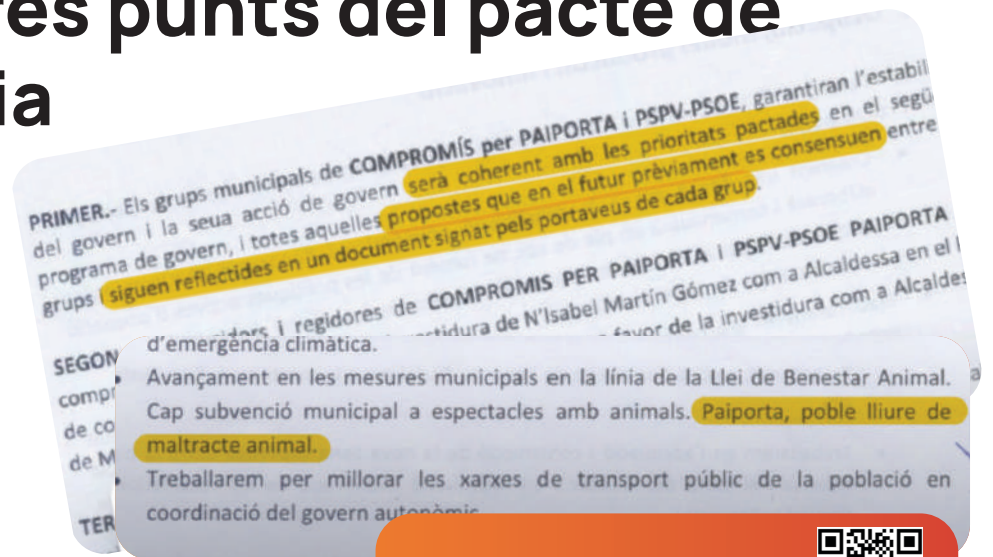 res punts del pacte de
ia
PRIMER.- Els grups municipals de COMPROMÍS per PAIPORTA i PSPV-PSOE, garantiran l'estabil
del govern i la seua acció de govern serà coherent amb les prioritats pactades en el segü
programa de govern, i totes aquelles propostes que en el futur prèviament es consensuen entre
grups i siguen reflectides en un document signat pels portaveus de cada grup.
SEGON
regidores de COMPROMIS PER PAIPORTA i PSPV-PSOE PAIPORTA
compr
estidura de N'Isabel Martín Gómez com a Alcaldessa en el
de co
favor de la investidura com a Alcaldes
de M
TER
d'emergència climàtica.
Avançament en les mesures municipals en la línia de la Llei de Benestar Animal.
Cap subvenció municipal a espectacles amb animals. Paiporta, poble lliure de
maltracte animal.
Treballarem per millorar les xarxes de transport públic de la població en
coordinació del govern autonòmic.